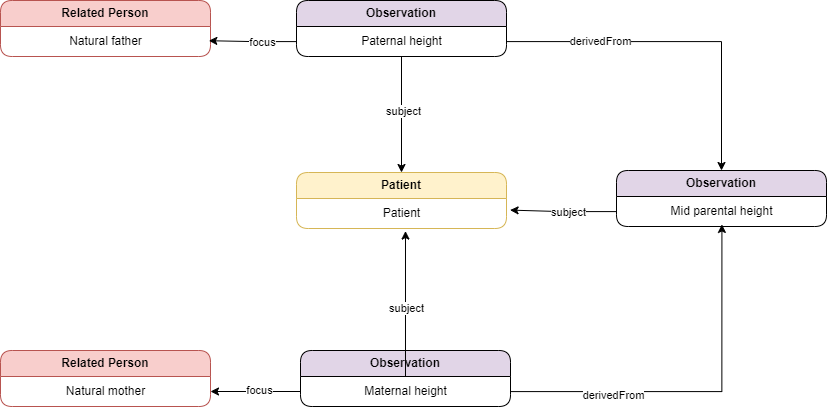 Related Person
Natural father
focus
Observation
Paternal height
derivedFrom
subject
Patient
Patient
subject
Observation
Mid parental height
subject
Related Person
Natural mother
focus
Observation
Maternal height
derivedFrom